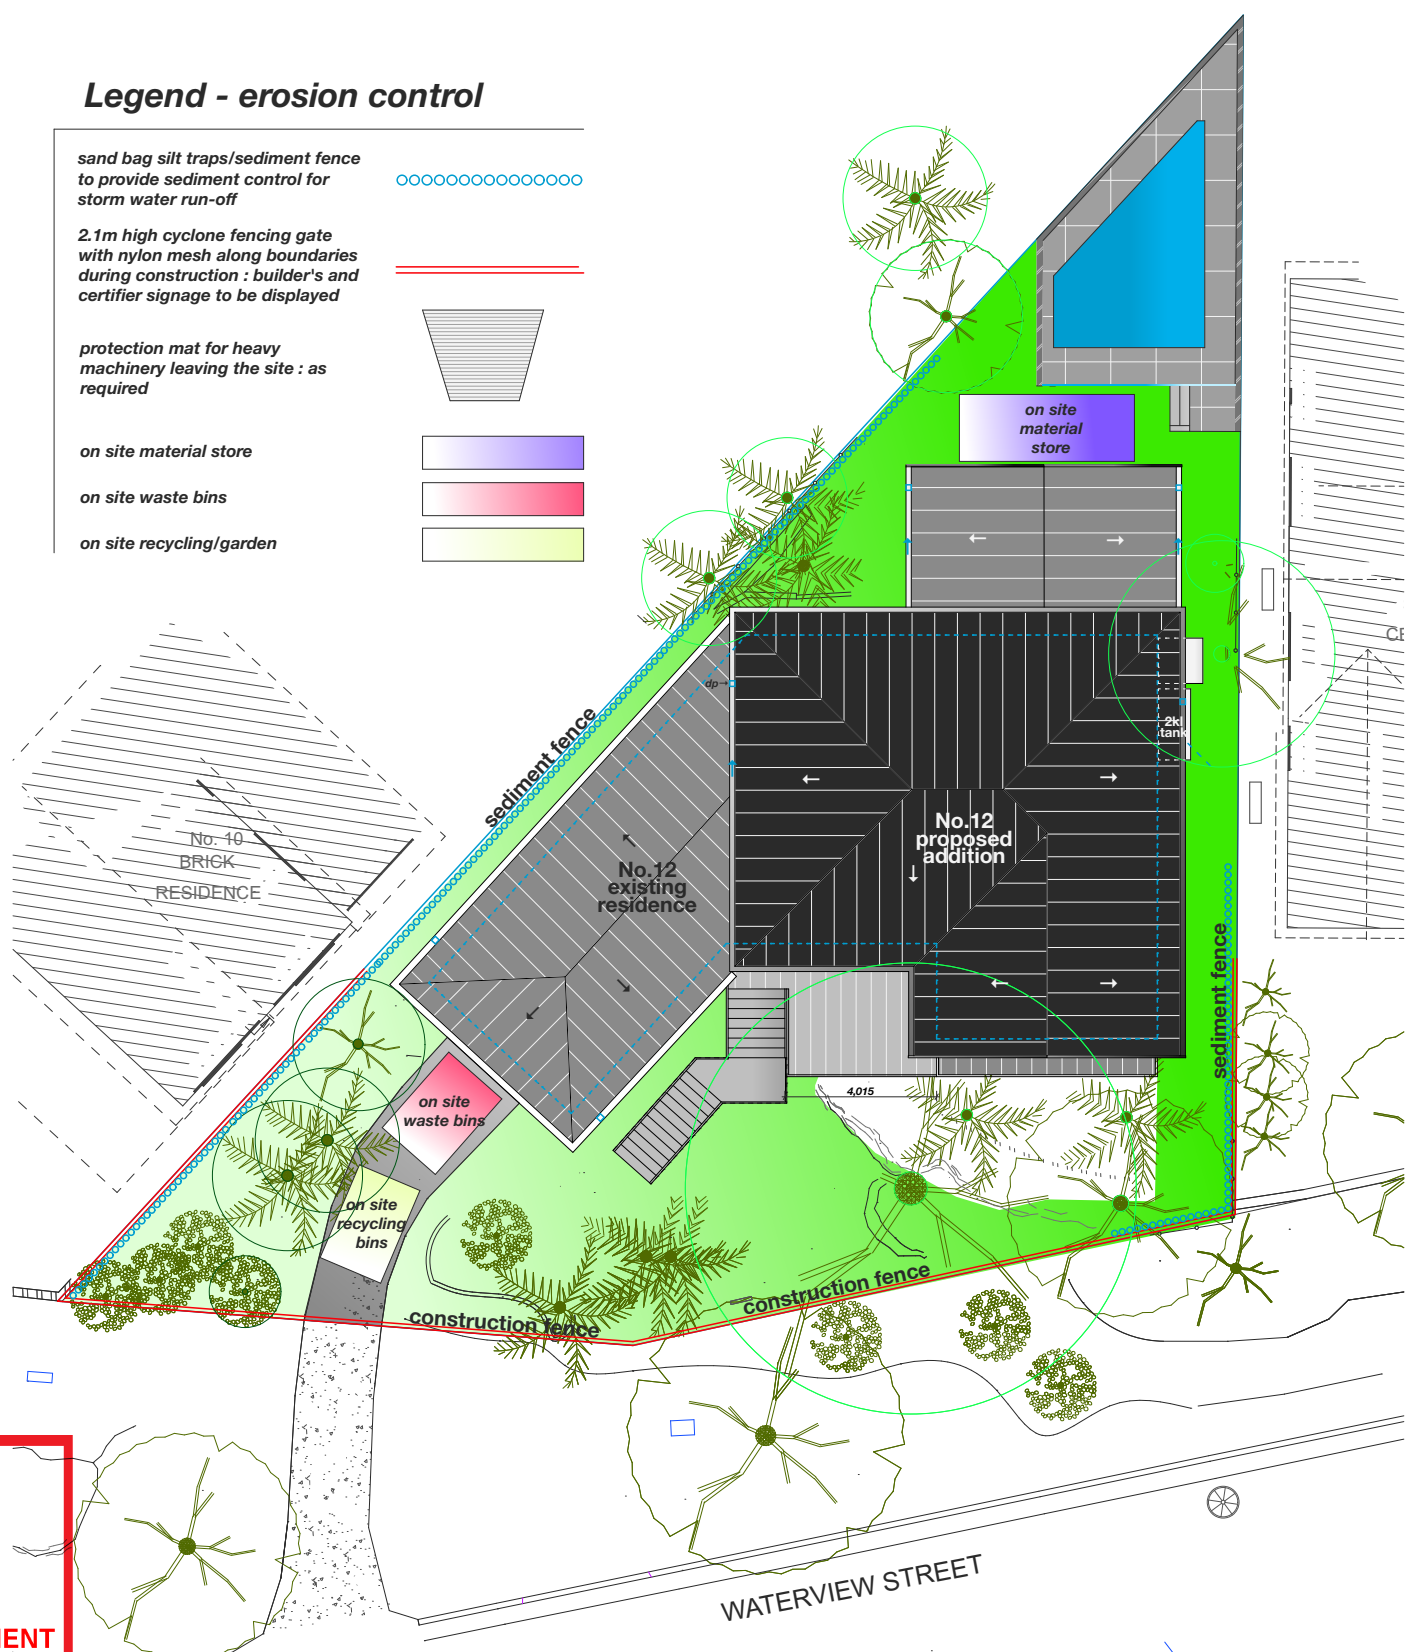 Legend - erosion control
sand bag silt traps/sediment fence
to provide sediment control for
storm water run-off
2.1m high cyclone fencing gate
with nylon mesh along boundaries
during construction : builder's and
certifier signage to be displayed
protection mat for heavy
machinery leaving the site : as
required
on site material store
on site waste bins
on site recycling/garden
on site
material
store
dp
2kl
tank
sediment fence
No.12
proposed
addition
No.12
existing
residence
No. 10
BRICK
RESIDENCE
sediment fence
4,015
on site
waste bins
on site
recycling
bins
construction fence
construction fence
WATERVIEW STREET